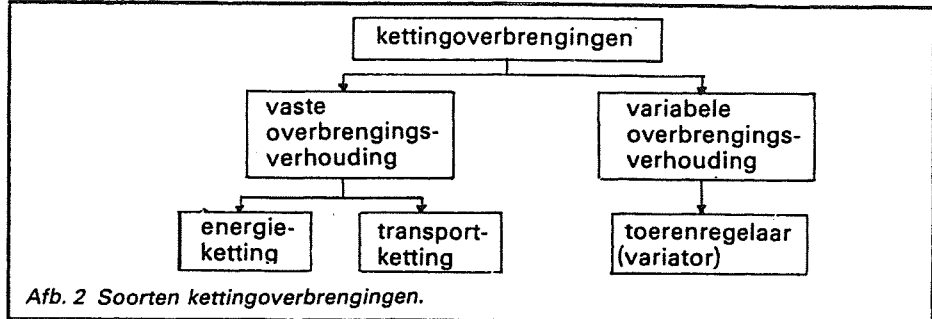 kettingoverbrengingen
vaste
overbrengings-
verhouding
variabele
overbrengings-
verhouding
energie-
ketting
transport-
ketting
toerenregelaar
(variator)
Afb. 2 Soorten kettingoverbrengingen.